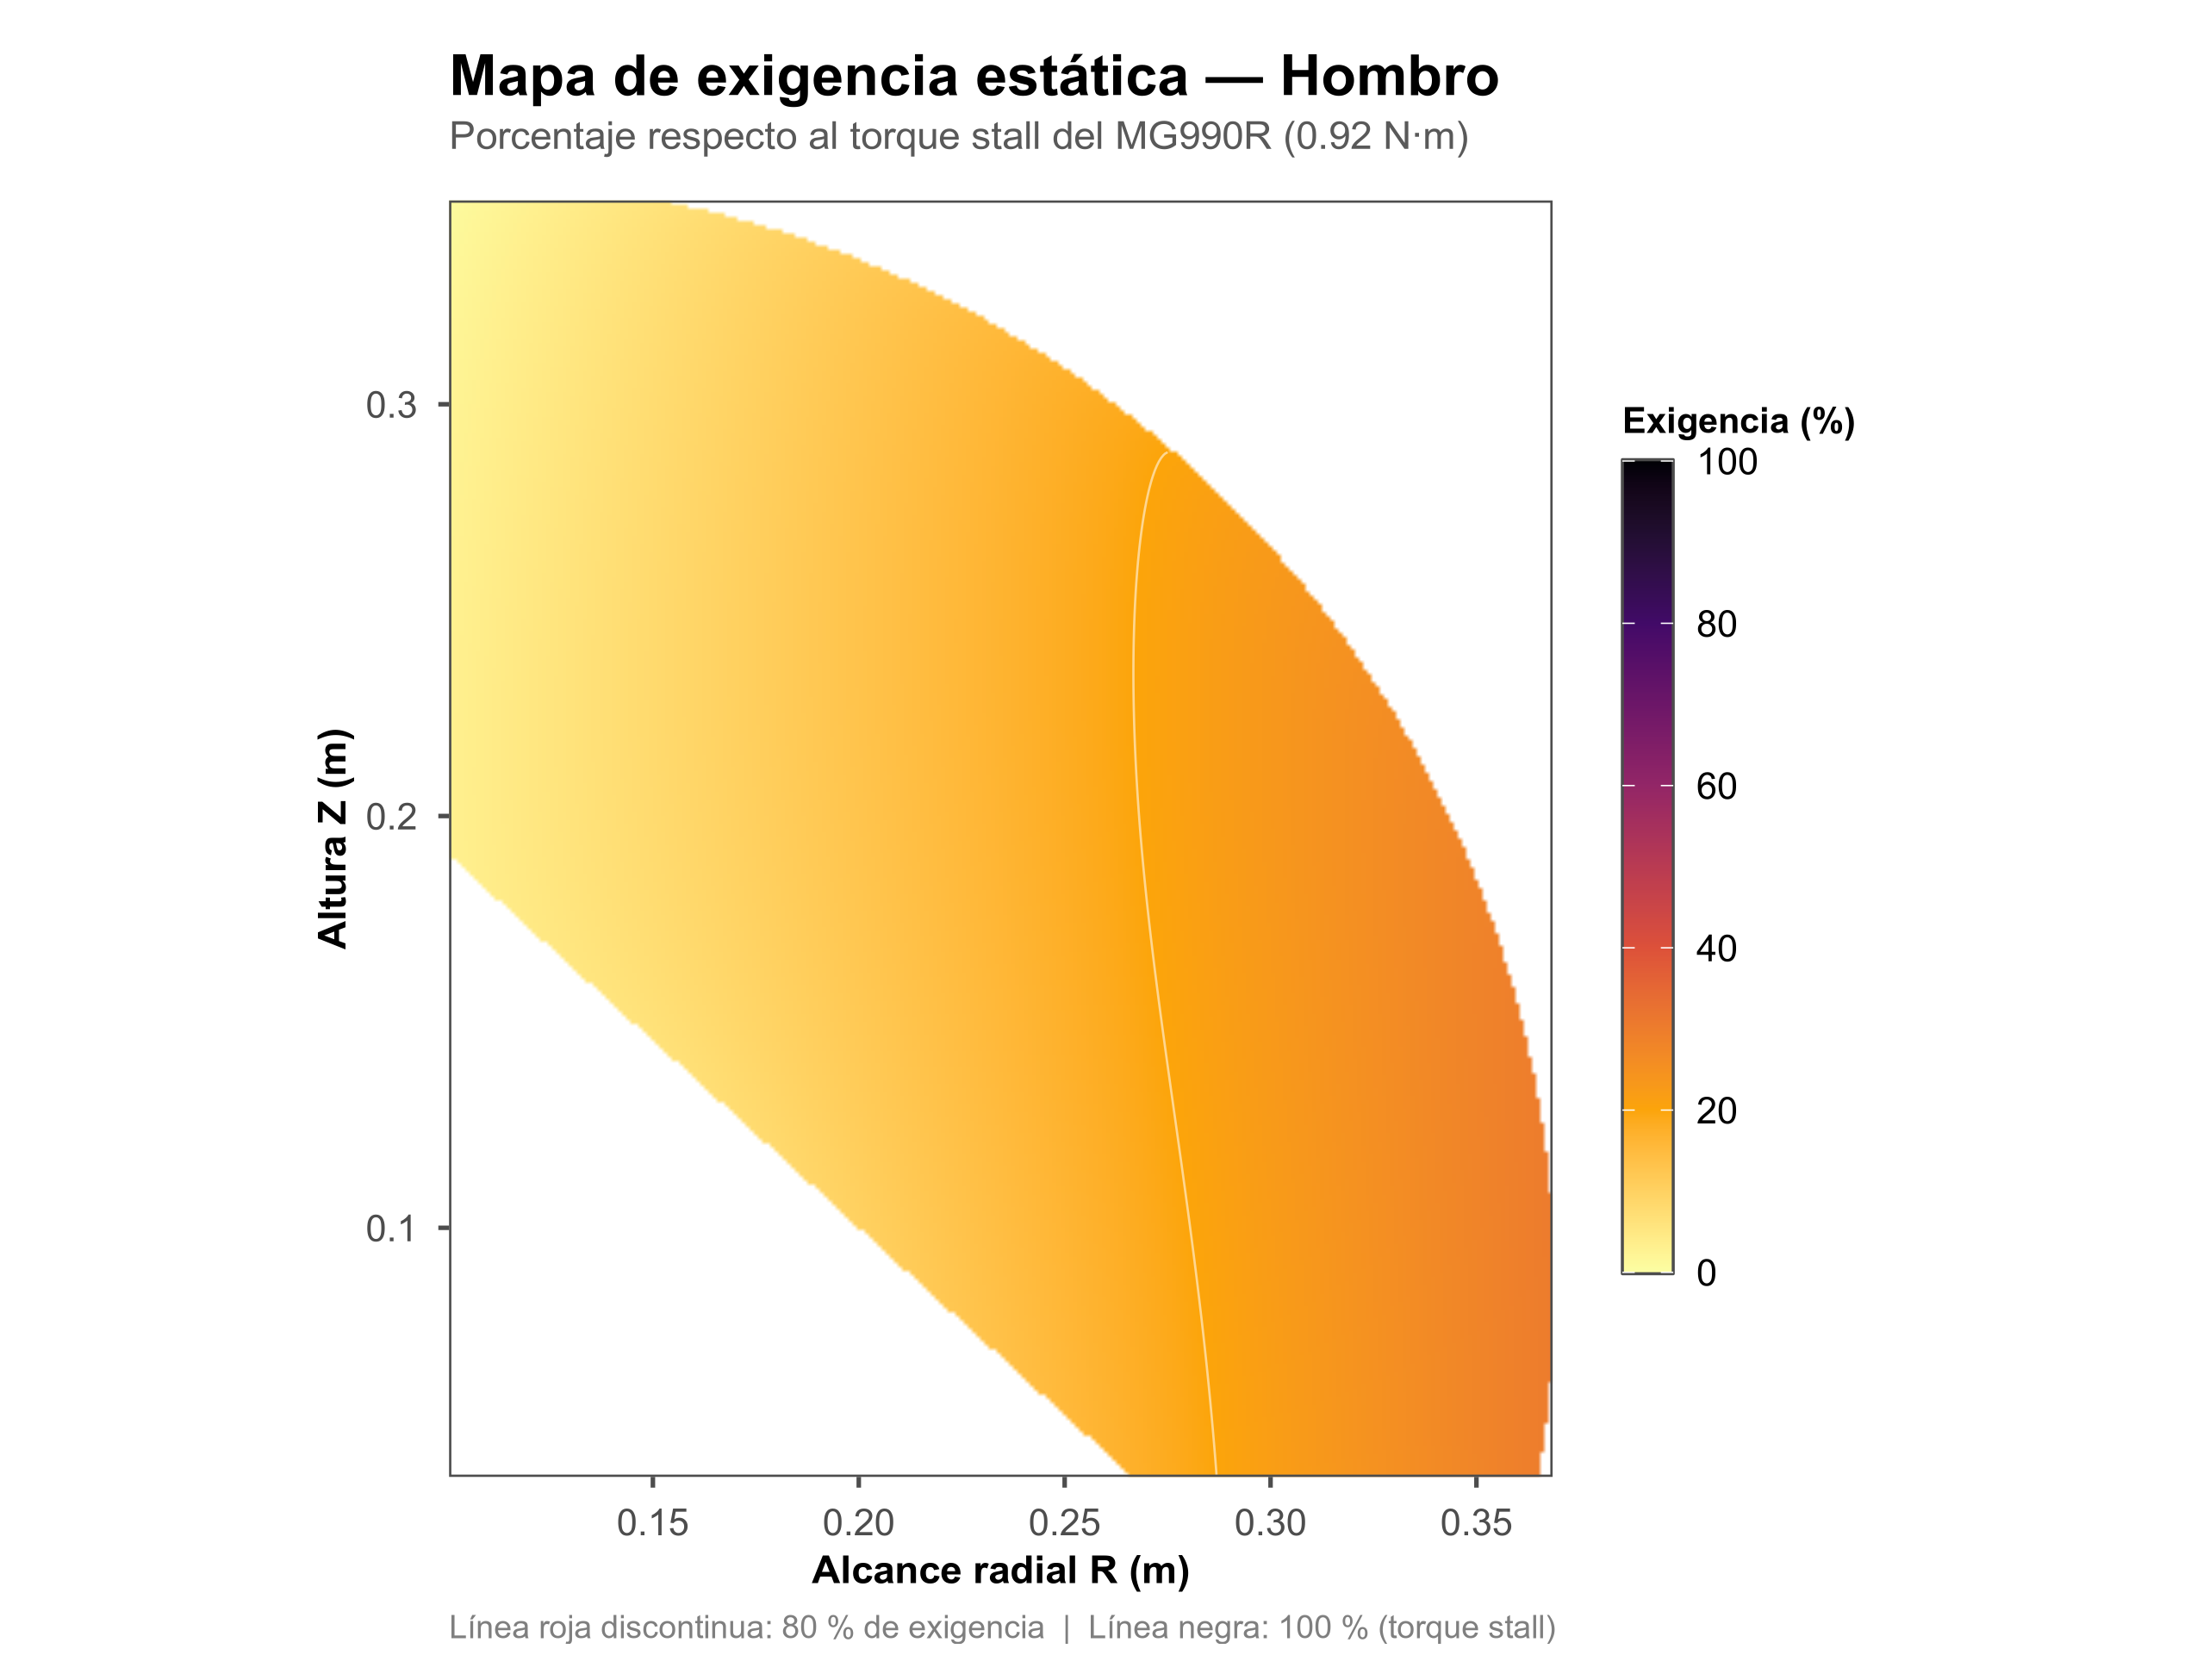 Mapa de exigencia estática — Hombro
Porcentaje respecto al torque stall del MG990R (0.92 N·m)
Altura Z (m)
0.3
0.2
0.1
0.15
0.20
0.25
0.30
0.35
Alcance radial R (m)
Línea roja discontinua: 80 % de exigencia | Línea negra: 100 % (torque stall)
Exigencia (%)
100
80
60
40
20
0